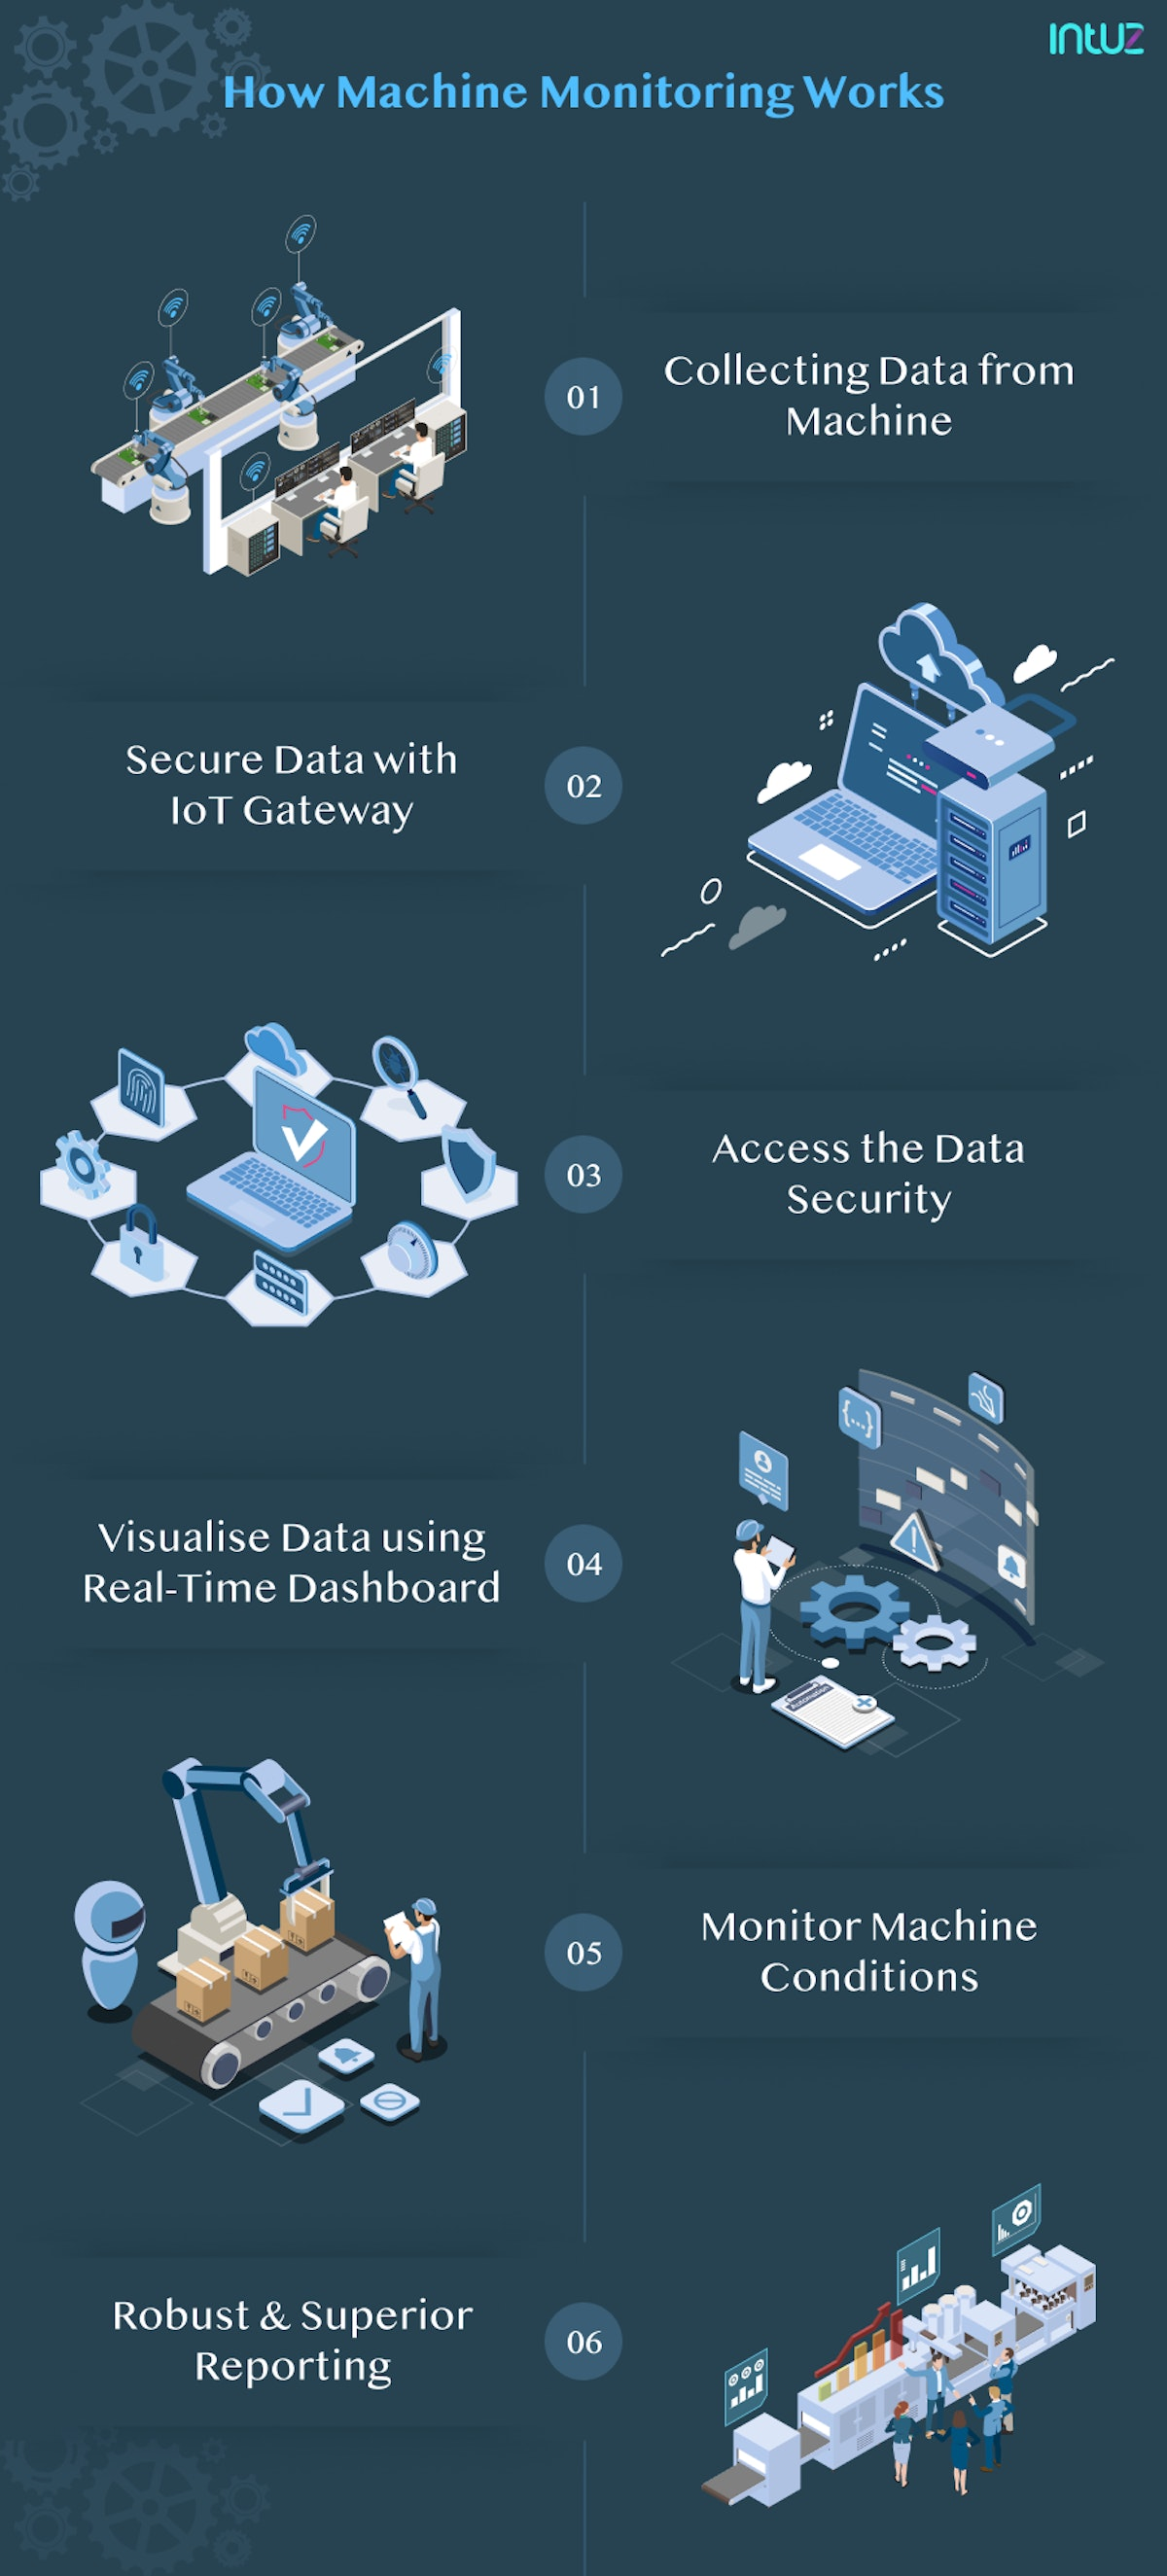 INTUZ
How Machine Monitoring Works
01
Collecting Data from
Machine
Secure Data with
IoT Gateway
02
03
Access the Data
Security
Visualise Data using
Real-Time Dashboard
04
Automation
05
Monitor Machine
Conditions
Robust & Superior
Reporting
06